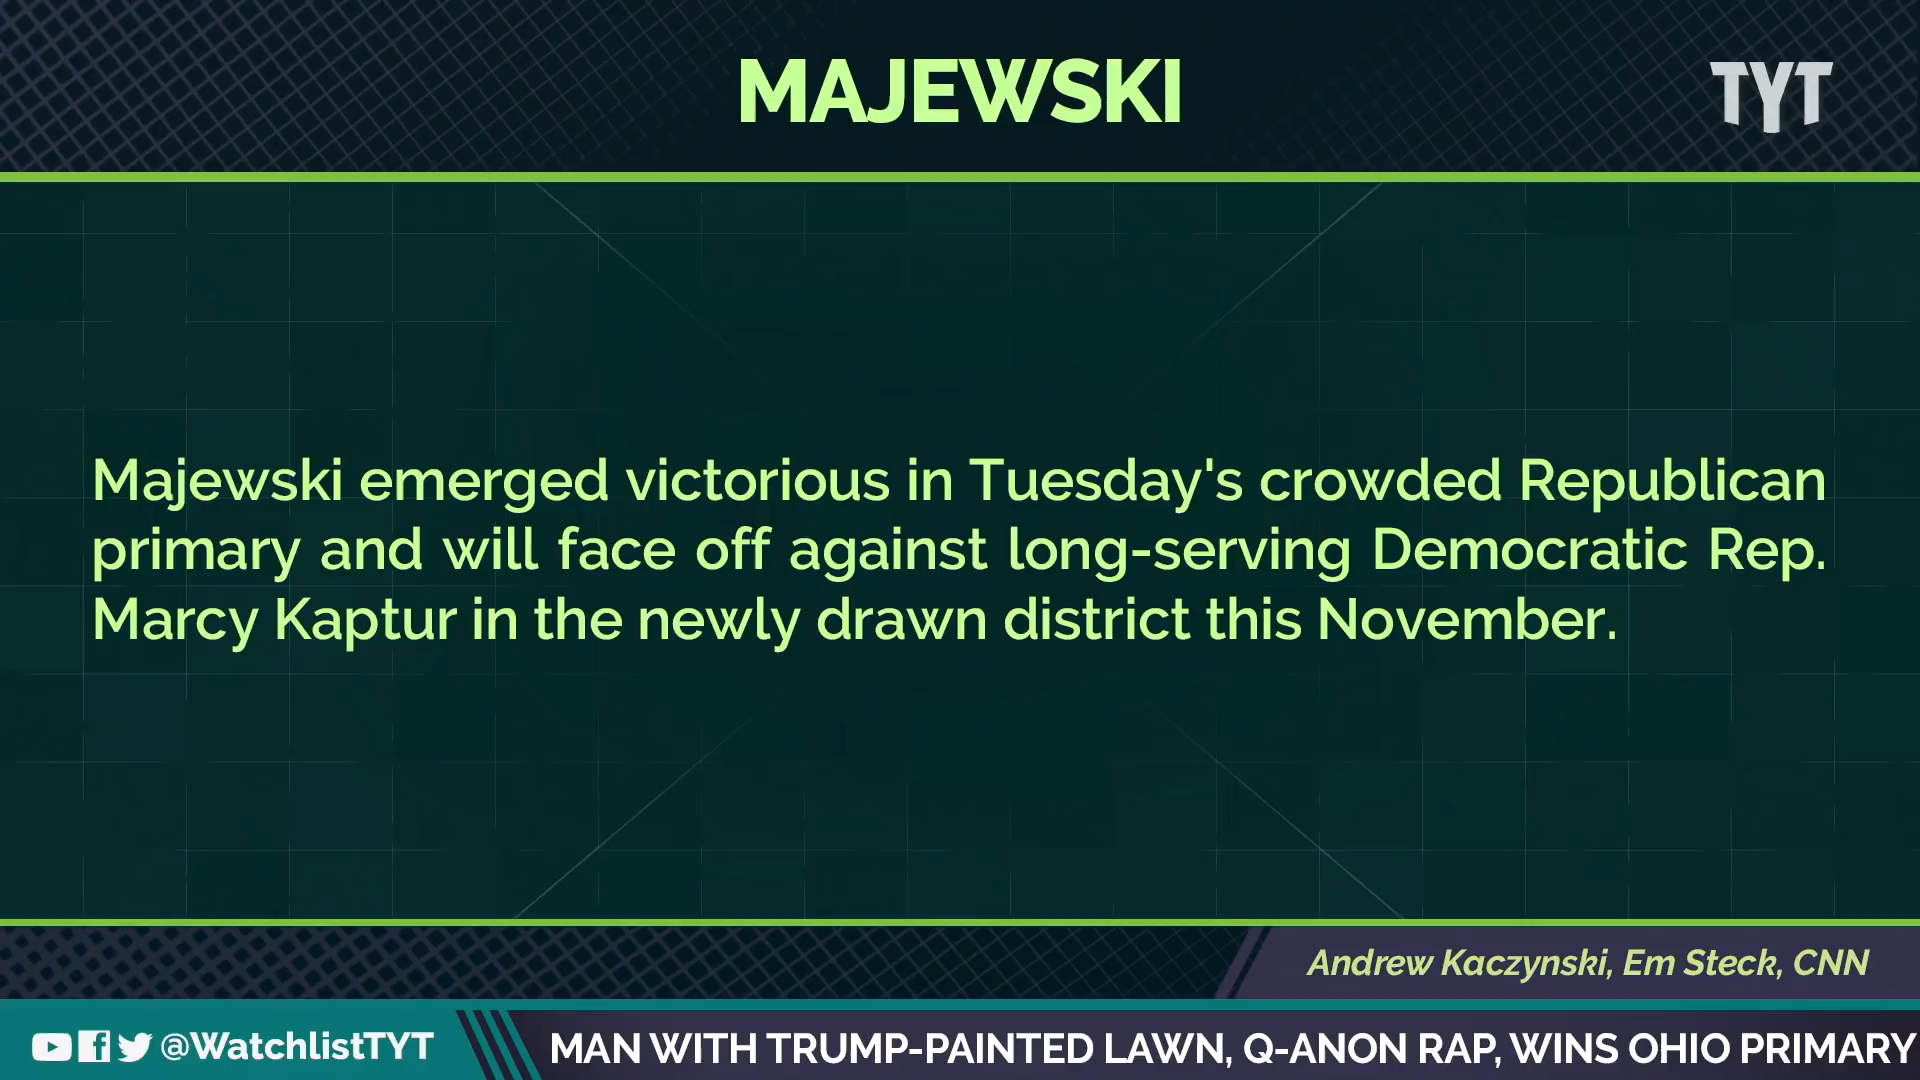 MAJEWSKI
TYT
Majewski emerged victorious in Tuesday's crowded Republican
primary and will face off against long-serving Democratic Rep.
Marcy Kaptur in the newly drawn district this November.
Andrew Kaczynski, Em Steck, CNN
@WatchlistTYT
MAN WITH TRUMP-PAINTED LAWN, Q-ANON RAP, WINS OHIO PRIMARY